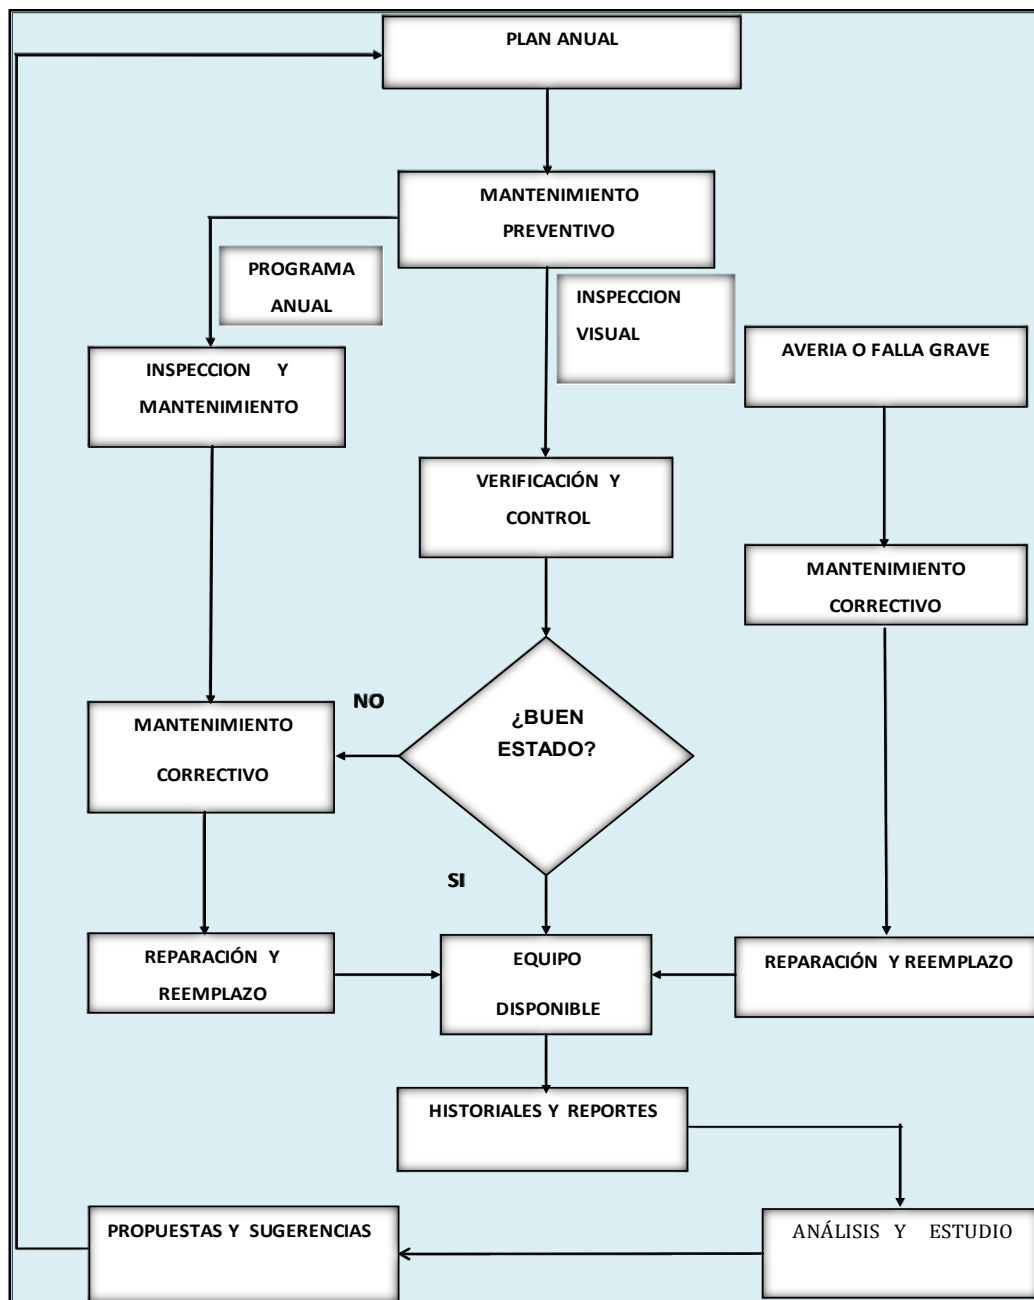 PLAN ANUAL
MANTENIMIENTO
PREVENTIVO
PROGRAMA
ANUAL
INSPECCION
VISUAL
INSPECCION Y
MANTENIMIENTO
AVERIA O FALLA GRAVE
VERIFICACIÓN Y
CONTROL
MANTENIMIENTO
CORRECTIVO
NO
¿BUEN
ESTADO?
MANTENIMIENTO
CORRECTIVO
SI
REPARACIÓN Y
REEMPLAZO
EQUIPO
DISPONIBLE
REPARACIÓN Y REEMPLAZO
HISTORIALES Y REPORTES
PROPUESTAS Y SUGERENCIAS
ANÁLISIS Y ESTUDIO